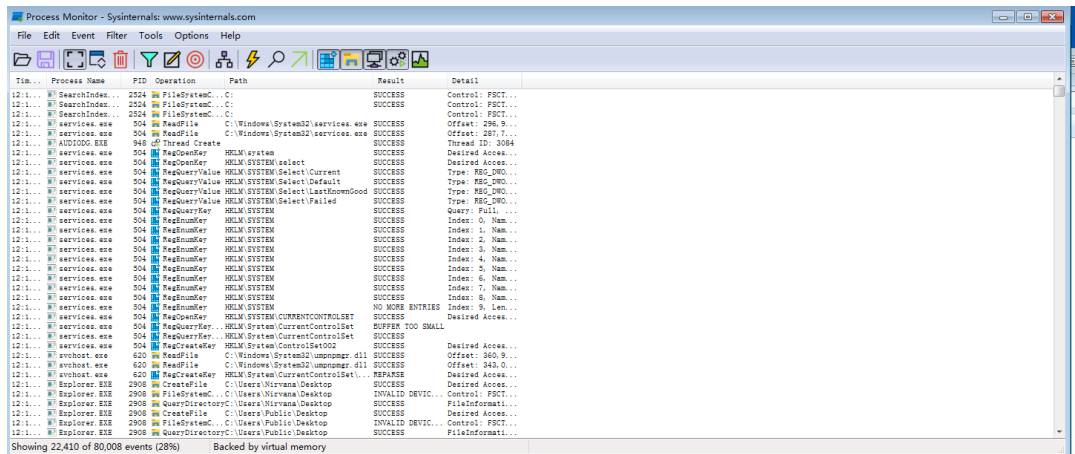 Process Monitor - Sysinternals: www.sysinternals.com
File Edit Event Filter Tools Options Help
Tim... Process Name PID Operation Path Result Detail
12:1... SearchIndex... 2524 FileSystemC... C: SUCCESS Control: FSCT...
12:1... SearchIndex... 2524 FileSystemC... C: SUCCESS Control: FSCT...
12:1... SearchIndex... 2524 FileSystemC... C: Control: FSCT...
12:1... services.exe 504 ReadFile C:\Windows\System32\services.exe SUCCESS Offset: 296,9...
12:1... services.exe 504 ReadFile C:\Windows\System32\services.exe SUCCESS Offset: 287,7...
12:1... AUDIODG.EXE 948 Thread Create SUCCESS Thread ID: 3084
12:1... services.exe 504 RegOpenKey HKLM\system SUCCESS Desired Acces...
12:1... services.exe 504 RegOpenKey HKLM\SYSTEM\select SUCCESS Desired Acces...
12:1... services.exe 504 RegQueryValue HKLM\SYSTEM\Select\Current SUCCESS Type: REG_DWO...
12:1... services.exe 504 RegQueryValue HKLM\SYSTEM\Select\Default SUCCESS Type: REG_DWO...
12:1... services.exe 504 RegQueryValue HKLM\SYSTEM\Select\LastKnownGood SUCCESS Type: REG_DWO...
12:1... services.exe 504 RegQueryValue HKLM\SYSTEM\Select\Failed SUCCESS Type: REG_DWO...
12:1... services.exe 504 RegQueryKey HKLM\SYSTEM SUCCESS Query: Full, ...
12:1... services.exe 504 RegEnumKey HKLM\SYSTEM SUCCESS Index: 0, Nam...
12:1... services.exe 504 RegEnumKey HKLM\SYSTEM SUCCESS Index: 1, Nam...
12:1... services.exe 504 RegEnumKey HKLM\SYSTEM SUCCESS Index: 2, Nam...
12:1... services.exe 504 RegEnumKey HKLM\SYSTEM SUCCESS Index: 3, Nam...
12:1... services.exe 504 RegEnumKey HKLM\SYSTEM SUCCESS Index: 4, Nam...
12:1... services.exe 504 RegEnumKey HKLM\SYSTEM SUCCESS Index: 5, Nam...
12:1... services.exe 504 RegEnumKey HKLM\SYSTEM SUCCESS Index: 6, Nam...
12:1... services.exe 504 RegEnumKey HKLM\SYSTEM SUCCESS Index: 7, Nam...
12:1... services.exe 504 RegEnumKey HKLM\SYSTEM SUCCESS Index: 8, Nam...
12:1... services.exe 504 RegEnumKey HKLM\SYSTEM NO MORE ENTRIES Index: 9, Len...
12:1... services.exe 504 RegOpenKey HKLM\SYSTEM\CURRENTCONTROLSET SUCCESS Desired Acces...
12:1... services.exe 504 RegQueryKey... HKLM\System\CurrentControlSet BUFFER TOO SMALL
12:1... services.exe 504 RegQueryKey... HKLM\System\CurrentControlSet SUCCESS
12:1... services.exe 504 RegCreateKey HKLM\System\ControlSet002 Desired Acces...
12:1... svchost.exe 620 ReadFile C:\Windows\System32\umpnpmgr.dll SUCCESS Offset: 360,9...
12:1... svchost.exe 620 ReadFile C:\Windows\System32\umpnpmgr.dll SUCCESS Offset: 343,0...
12:1... svchost.exe 620 RegCreateKey HKLM\System\CurrentControlSet\... REPARSE Desired Acces...
12:1... Explorer.EXE 2908 CreateFile C:\Users\Nirvana\Desktop SUCCESS Desired Acces...
12:1... Explorer.EXE 2908 FileSystemC... C:\Users\Nirvana\Desktop INVALID DEVIC... Control: FSCT...
12:1... Explorer.EXE 2908 QueryDirectory C:\Users\Nirvana\Desktop SUCCESS FileInformati...
12:1... Explorer.EXE 2908 CreateFile C:\Users\Public\Desktop SUCCESS Desired Acces...
12:1... Explorer.EXE 2908 FileSystemC... C:\Users\Public\Desktop INVALID DEVIC... Control: FSCT...
12:1... Explorer.EXE 2908 QueryDirectory C:\Users\Public\Desktop SUCCESS FileInformati...
Showing 22,410 of 80,008 events (28%) Backed by virtual memory